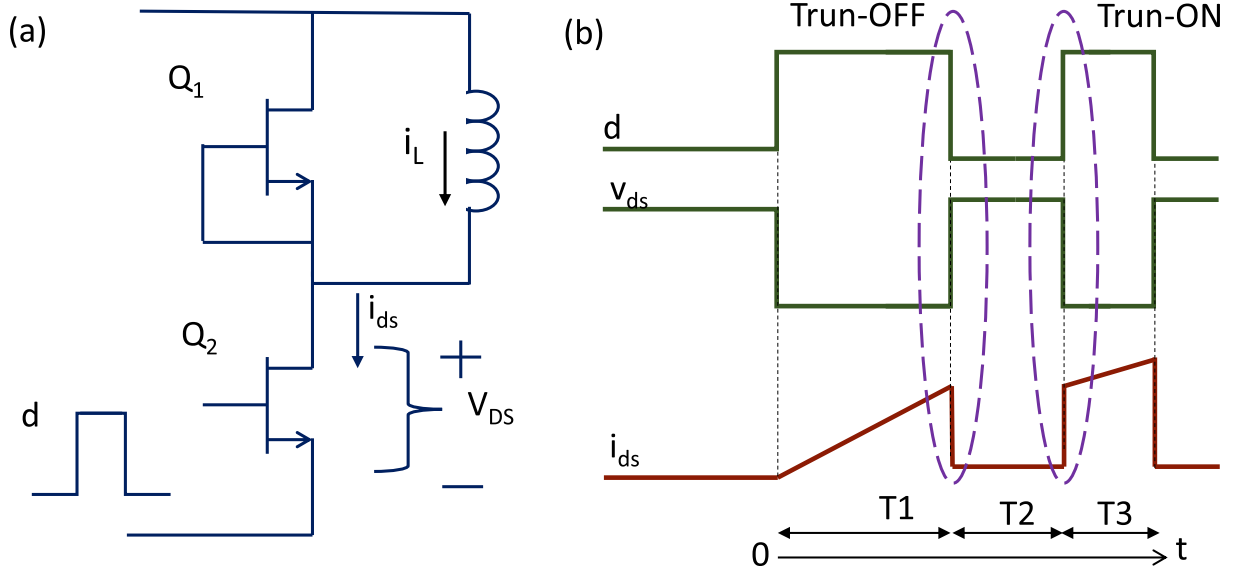 (a)
Q1
iL
ids
Q2
+
VDS
−
d
(b)
Trun-OFF
Trun-ON
d
vds
ids
T1
T2
T3
0
t